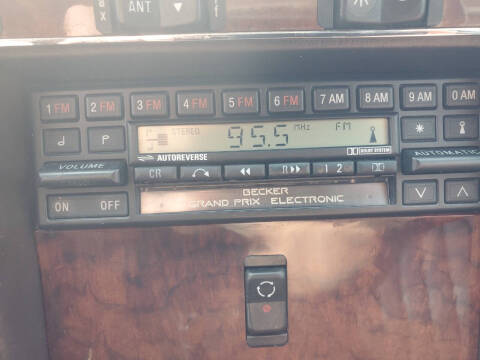 ANT
BECKER
1 FM 2 FM 3 FM 4 FM 5 FM 6 FM 7 AM 8 AM 9 AM 0 AM
P STEREO 95.5 MHz FM
AUTOREVERSE DOLBY SYSTEM
VOLUME AUTOMATIC
CR 1 2
BECKER
ON OFF
GRAND PRIX ELECTRONIC